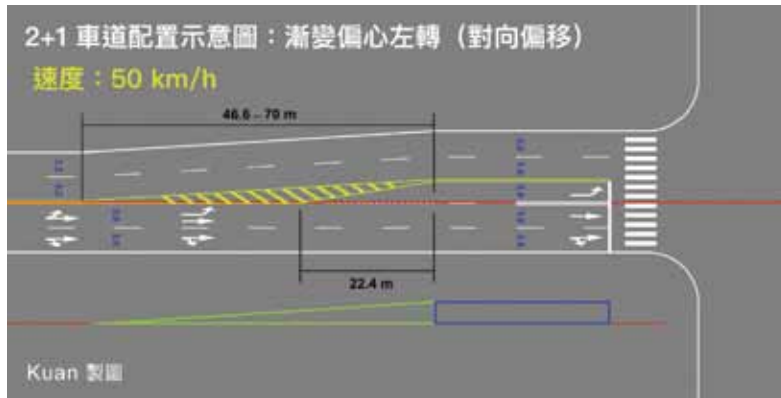 2+1 車道配置示意圖：漸變偏心左轉（對向偏移）
速度：50 km/h
46.6 – 70 m
22.4 m
Kuan 製圖